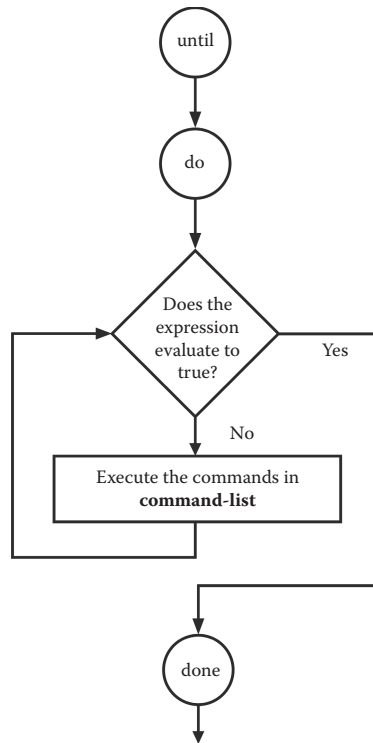 until
do
Does the
expression
evaluate to
true?
Yes
No
Execute the commands in
command-list
done